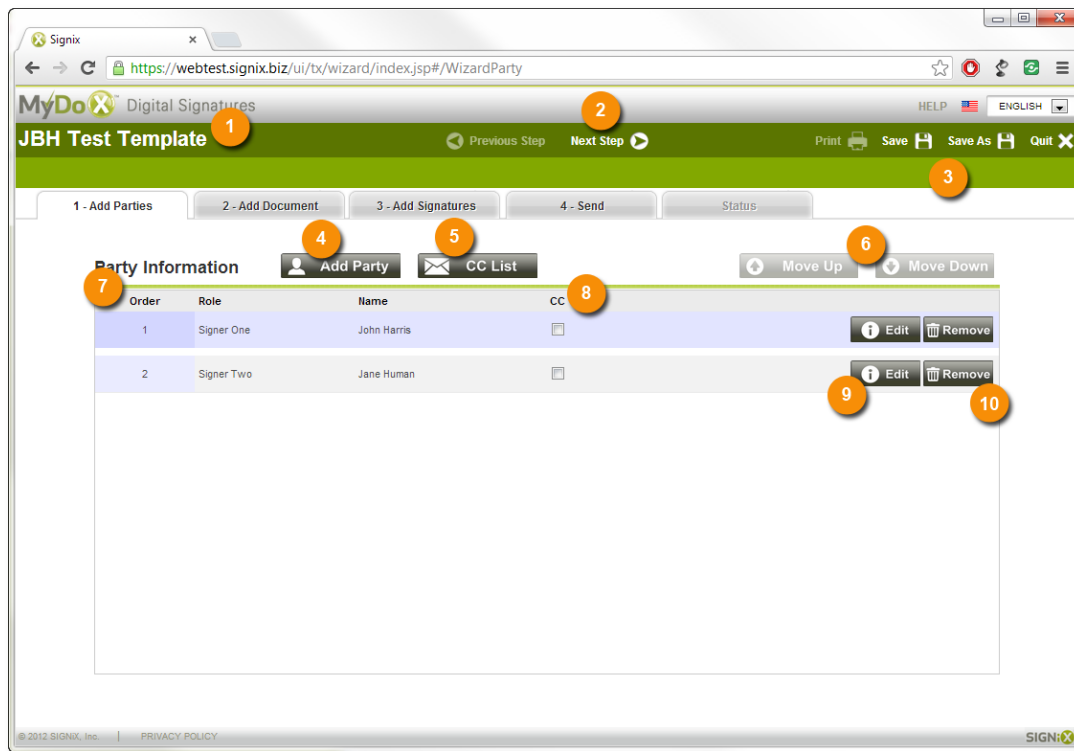 Signix
https://webtest.signix.biz/ui/tx/wizard/index.jsp#/WizardParty
MyDoX™ Digital Signatures
HELP ENGLISH
JBH Test Template 1
Previous Step 2 Next Step
Print Save Save As Quit
3
1 - Add Parties 2 - Add Document 3 - Add Signatures 4 - Send Status
Party Information 4 Add Party 5 CC List 6 Move Up Move Down
7 Order Role Name CC 8
1 Signer One John Harris Edit Remove
2 Signer Two Jane Human Edit Remove
9 10
© 2012 SIGNiX, Inc. | PRIVACY POLICY SIGNiX